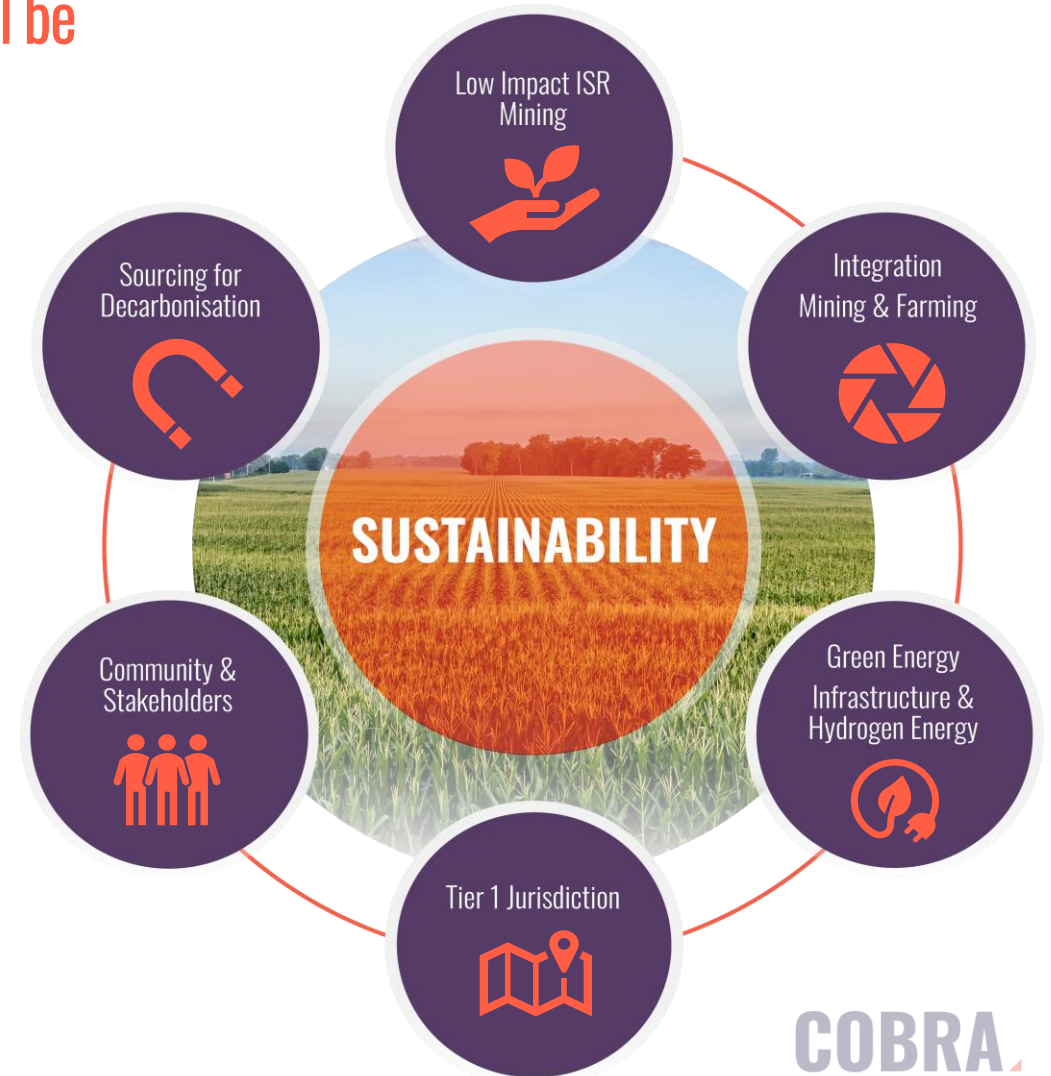 l be
Low Impact ISR
Mining
Integration
Mining & Farming
Sourcing for
Decarbonisation
SUSTAINABILITY
Green Energy
Infrastructure &
Hydrogen Energy
Community &
Stakeholders
Tier 1 Jurisdiction
COBRA